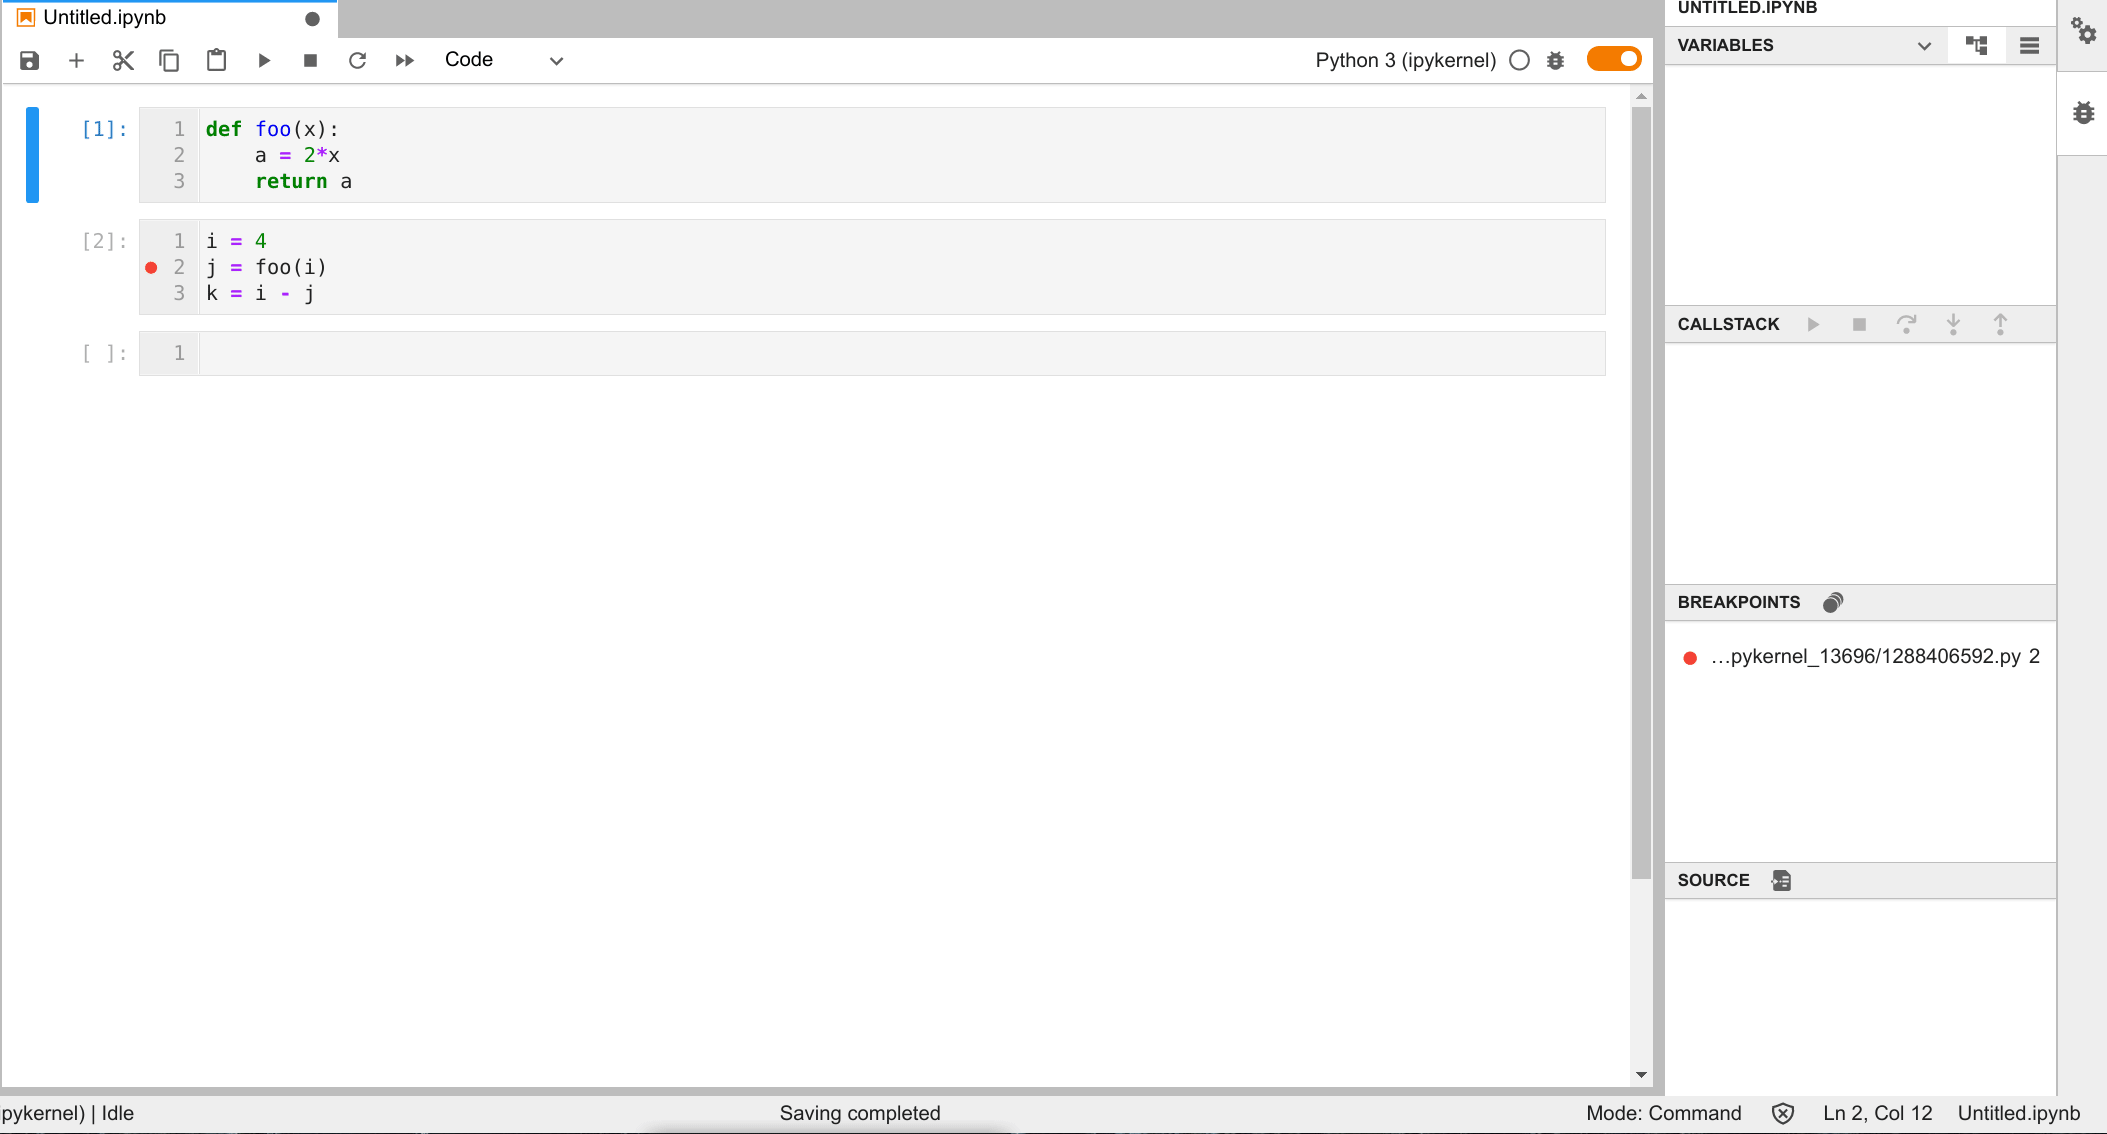 Untitled.ipynb
Code
Python 3 (ipykernel)
[1]:
1 def foo(x):
2     a = 2*x
3     return a
[2]:
1 i = 4
2 j = foo(i)
3 k = i - j
[ ]:
1
UNTITLED.IPYNB
VARIABLES
CALLSTACK
BREAKPOINTS
…pykernel_13696/1288406592.py 2
SOURCE
pykernel) | Idle
Saving completed
Mode: Command
Ln 2, Col 12
Untitled.ipynb